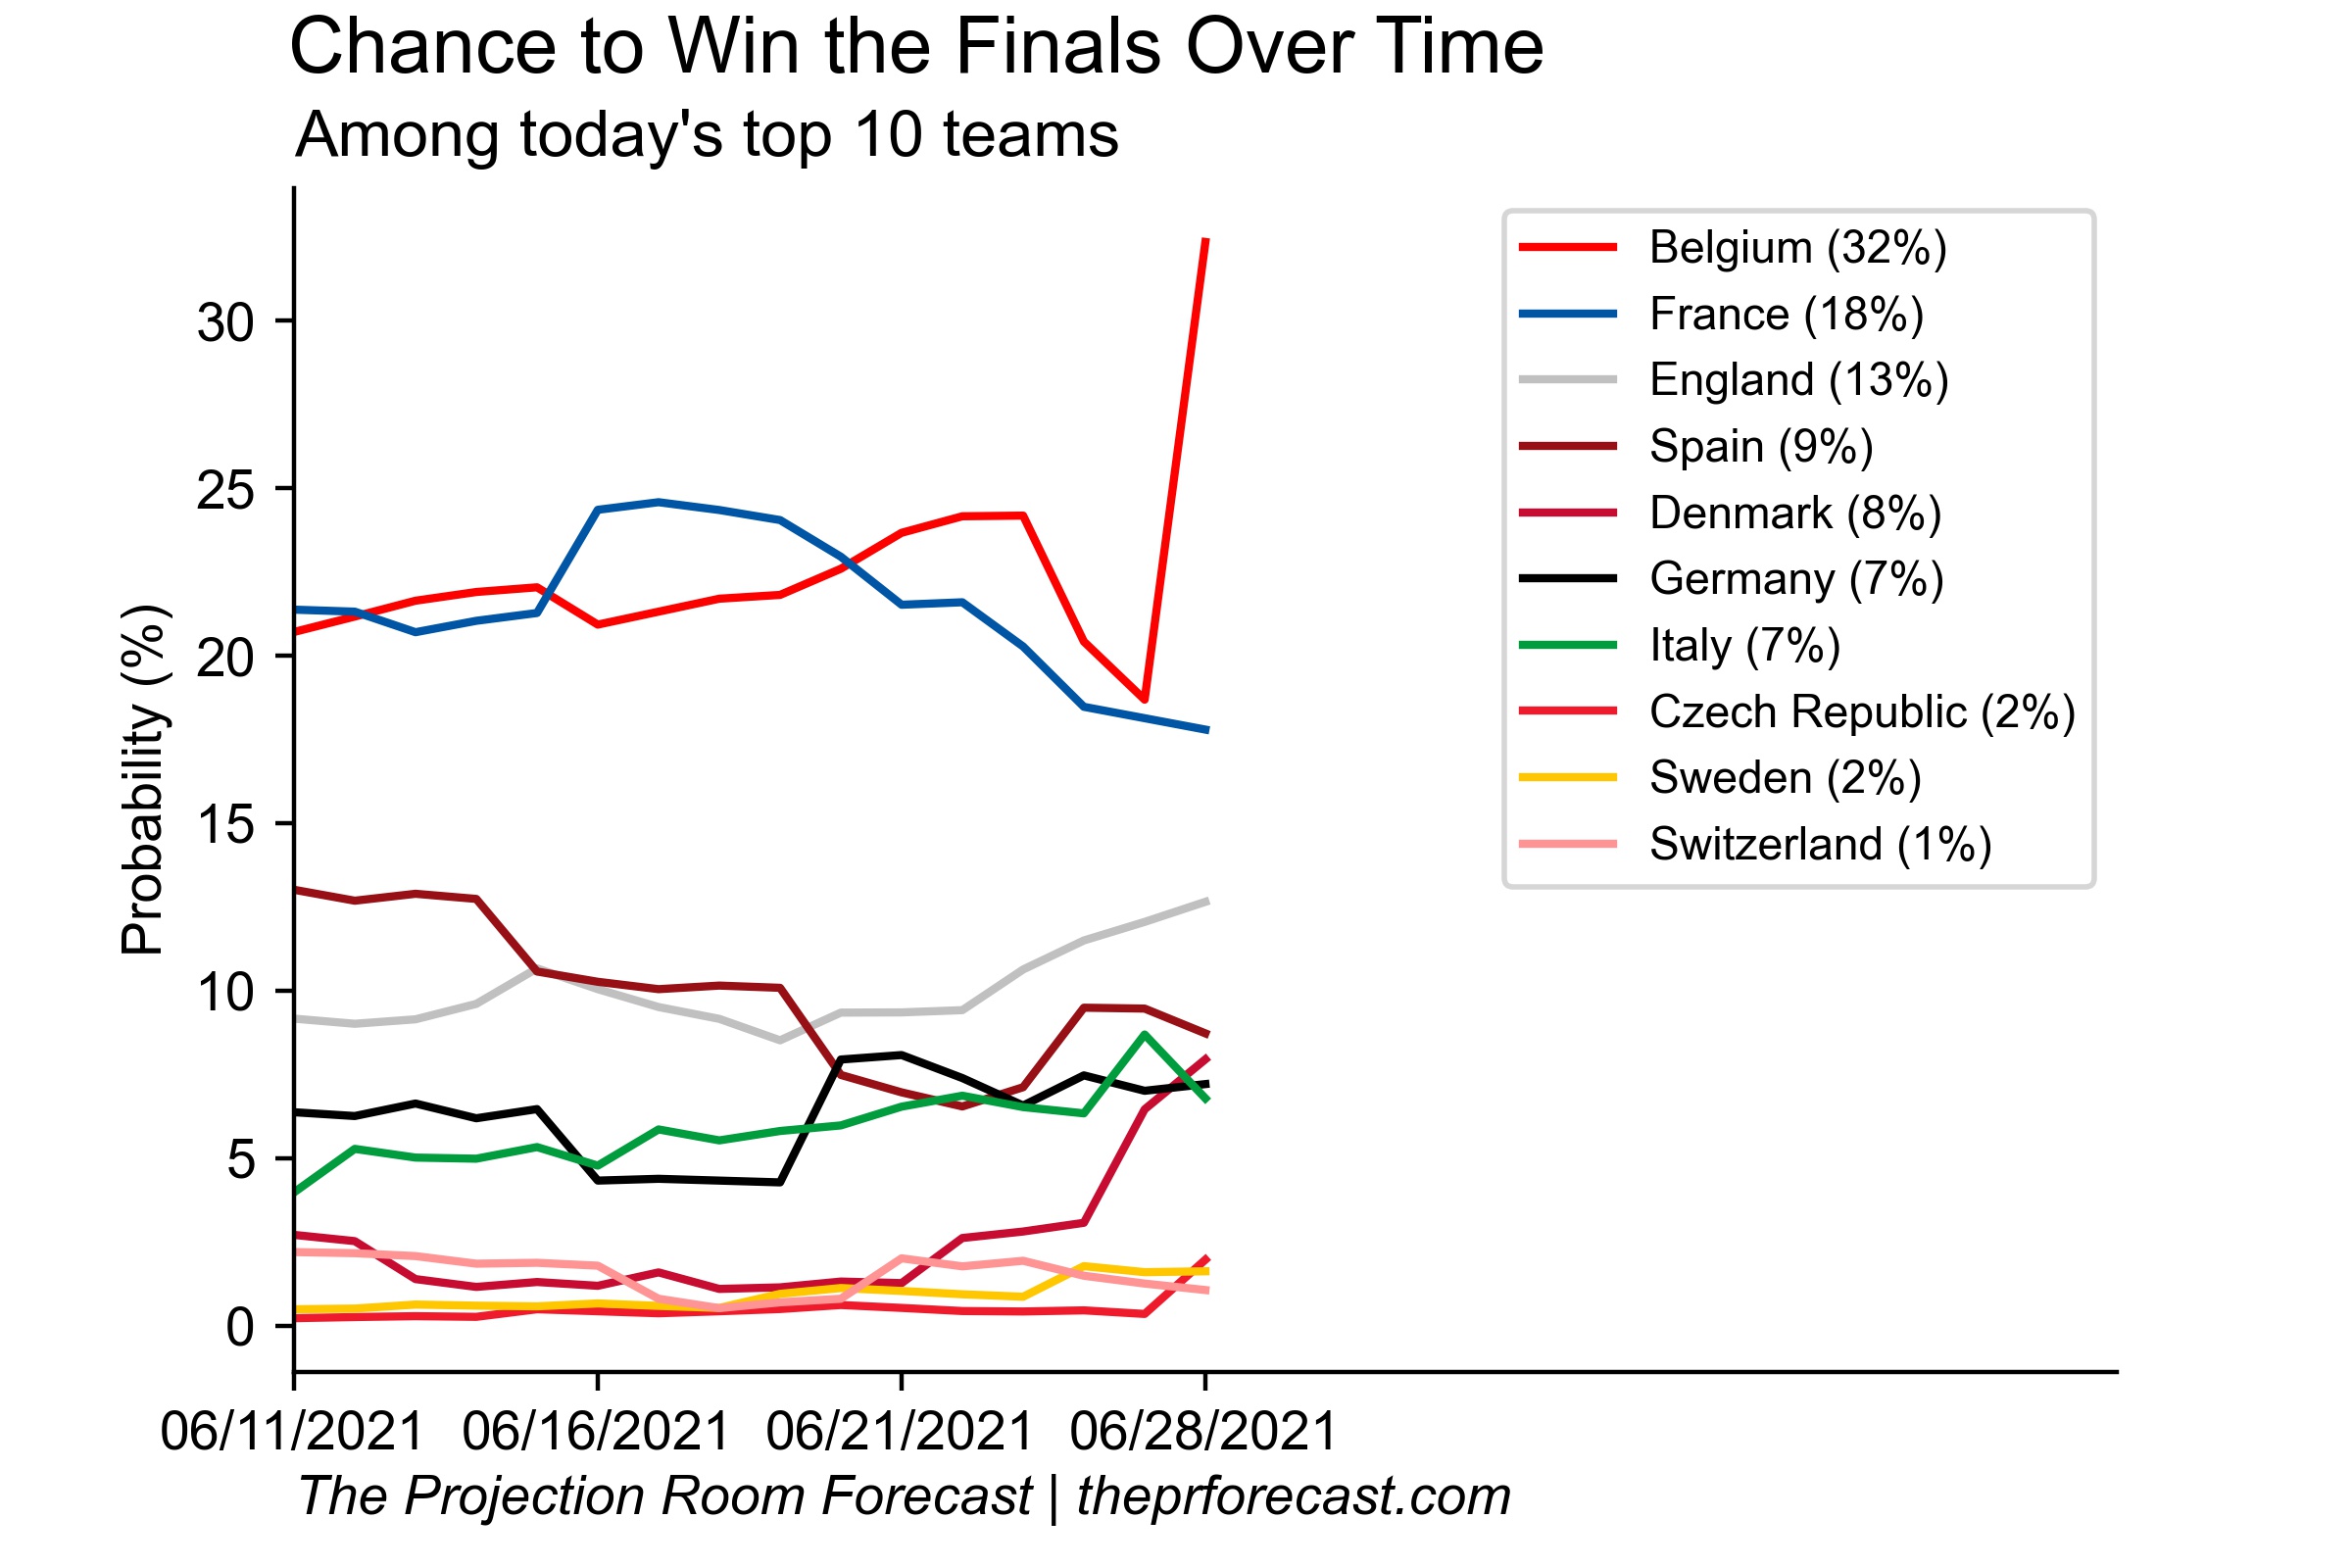 Chance to Win the Finals Over Time
Among today's top 10 teams
Probability (%)
30
25
20
15
10
5
0
Belgium (32%)
France (18%)
England (13%)
Spain (9%)
Denmark (8%)
Germany (7%)
Italy (7%)
Czech Republic (2%)
Sweden (2%)
Switzerland (1%)
06/11/2021 06/16/2021 06/21/2021 06/28/2021
The Projection Room Forecast | theprforecast.com